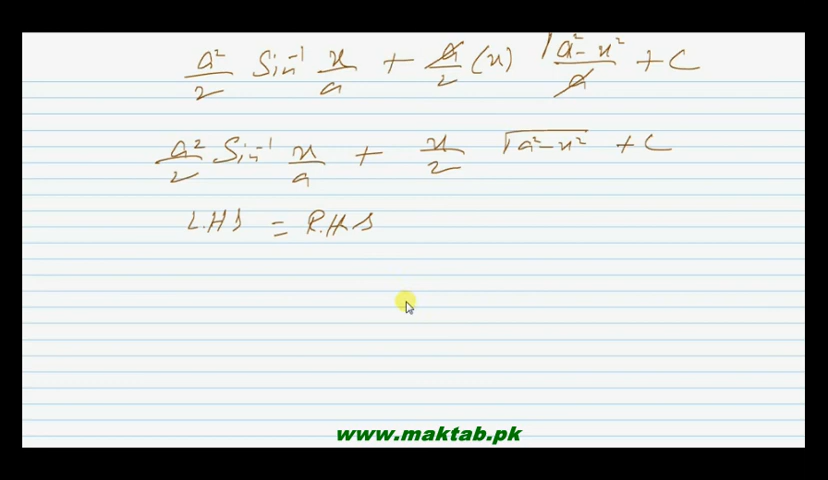 a²/2 Sin⁻¹ x/a + a/2 (x) √a²-x²/a + C
a²/2 Sin⁻¹ x/a + x/2 √a²-x² + C
L.H.S = R.H.S
www.maktab.pk